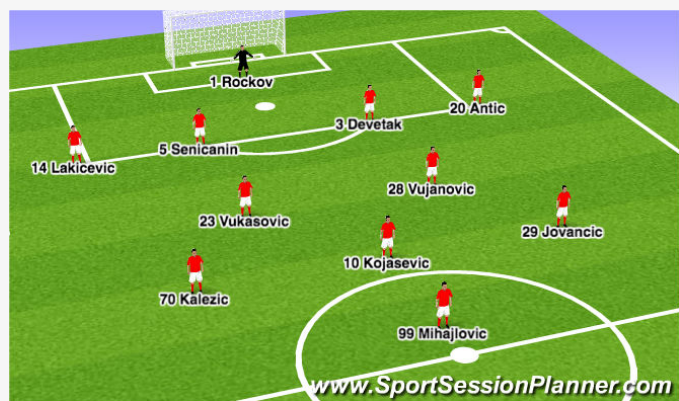 1 Rockov
20 Antic
3 Devetak
5 Senicanin
14 Lakicevic
28 Vujanovic
23 Vukasovic
29 Jovancic
10 Kojasevic
70 Kalezic
99 Mihajlovic
www.SportSessionPlanner.com